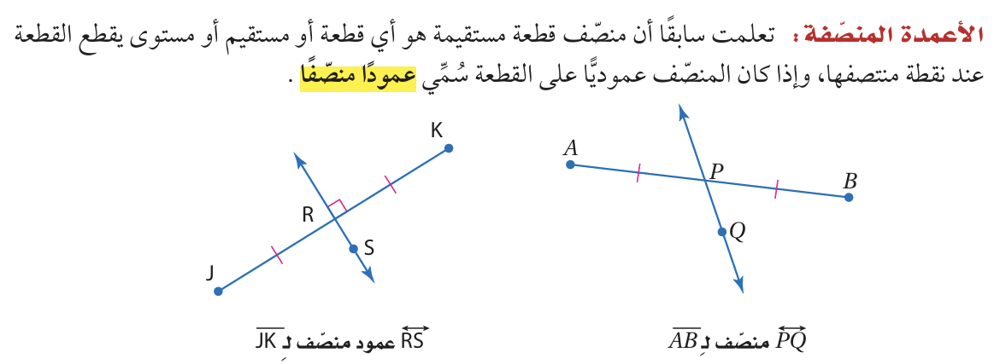 الأعمدة المنصّفة: تعلمت سابقًا أن منصّف قطعة مستقيمة هو أي قطعة أو مستقيم أو مستوى يقطع القطعة
عند نقطة منتصفها، وإذا كان المنصّف عموديًّا على القطعة سُمِّي عمودًا منصّفًا .
A
P
B
Q
K
R
S
J
PQ منصّف لـِ AB
RS عمود منصّف لـِ JK